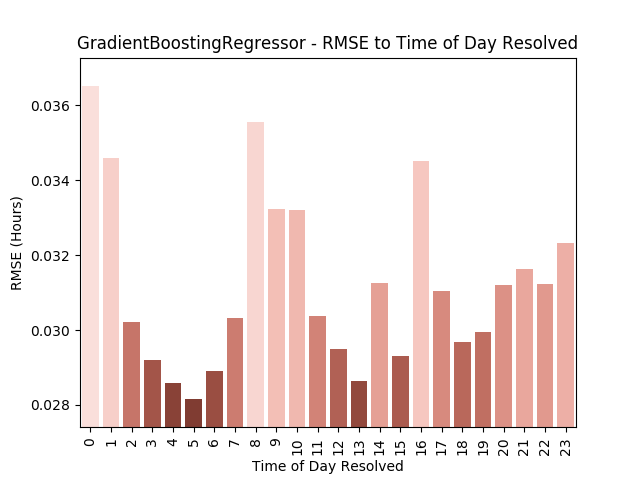 GradientBoostingRegressor - RMSE to Time of Day Resolved
RMSE (Hours)
0.036
0.034
0.032
0.030
0.028
0 1 2 3 4 5 6 7 8 9 10 11 12 13 14 15 16 17 18 19 20 21 22 23
Time of Day Resolved